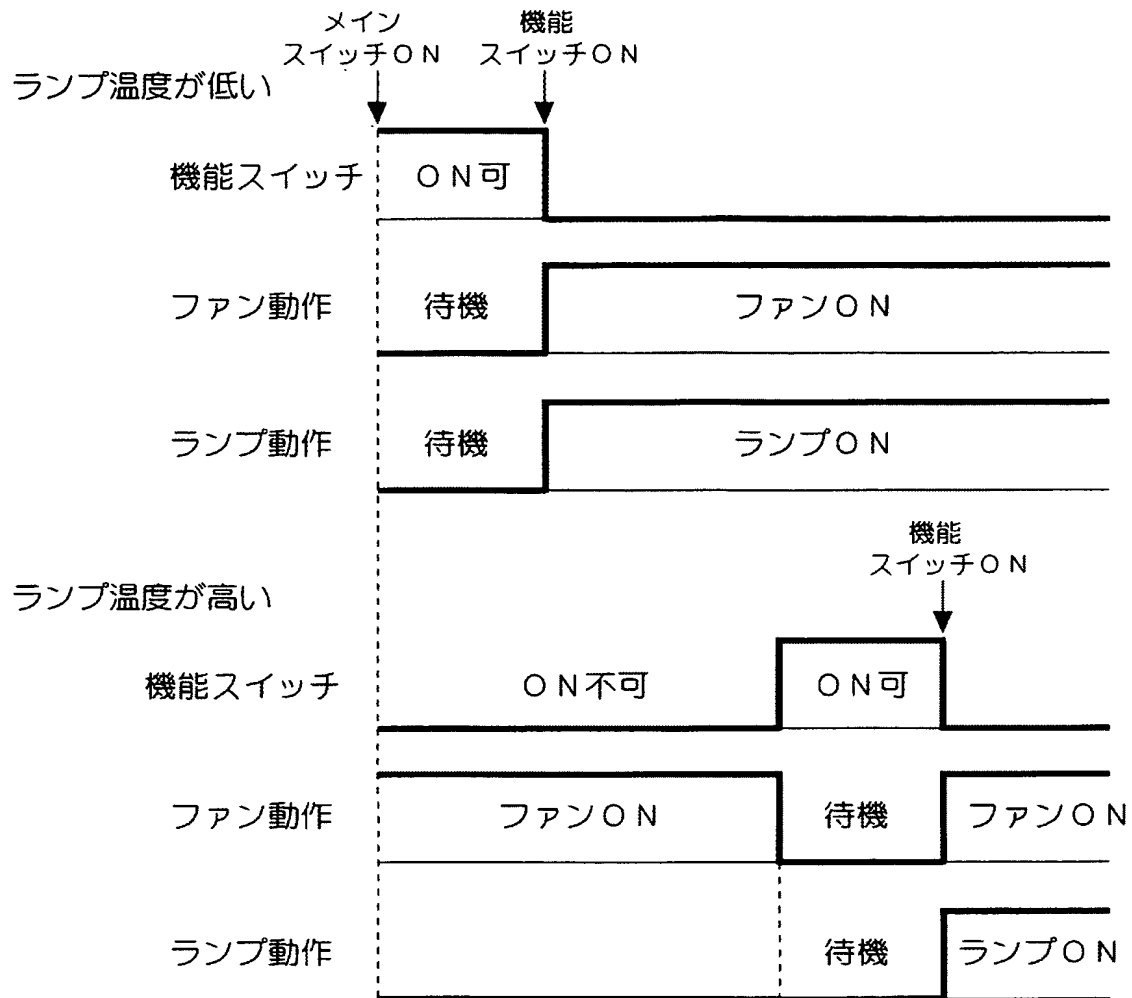 メイン
スイッチON
機能
スイッチON
ランプ温度が低い
機能スイッチ
ON可
ファン動作
待機
ファンON
ランプ動作
待機
ランプON
機能
スイッチON
ランプ温度が高い
機能スイッチ
ON不可
ON可
ファン動作
ファンON
待機
ファンON
ランプ動作
待機
ランプON